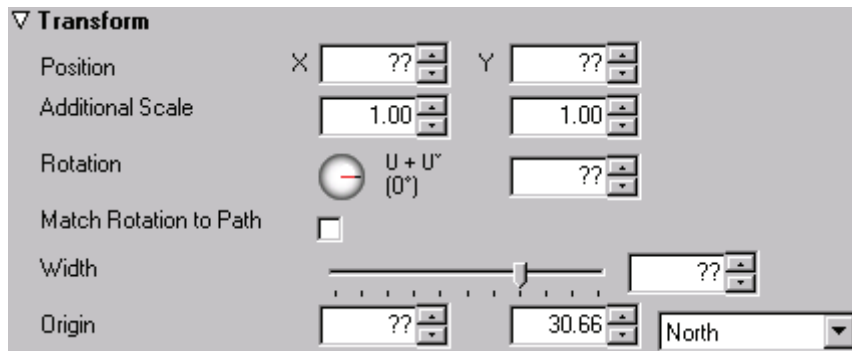 Transform
Position X ?? Y ??
Additional Scale 1.00 1.00
Rotation U + U˅ (0°) ??
Match Rotation to Path
Width ??
Origin ?? 30.66 North